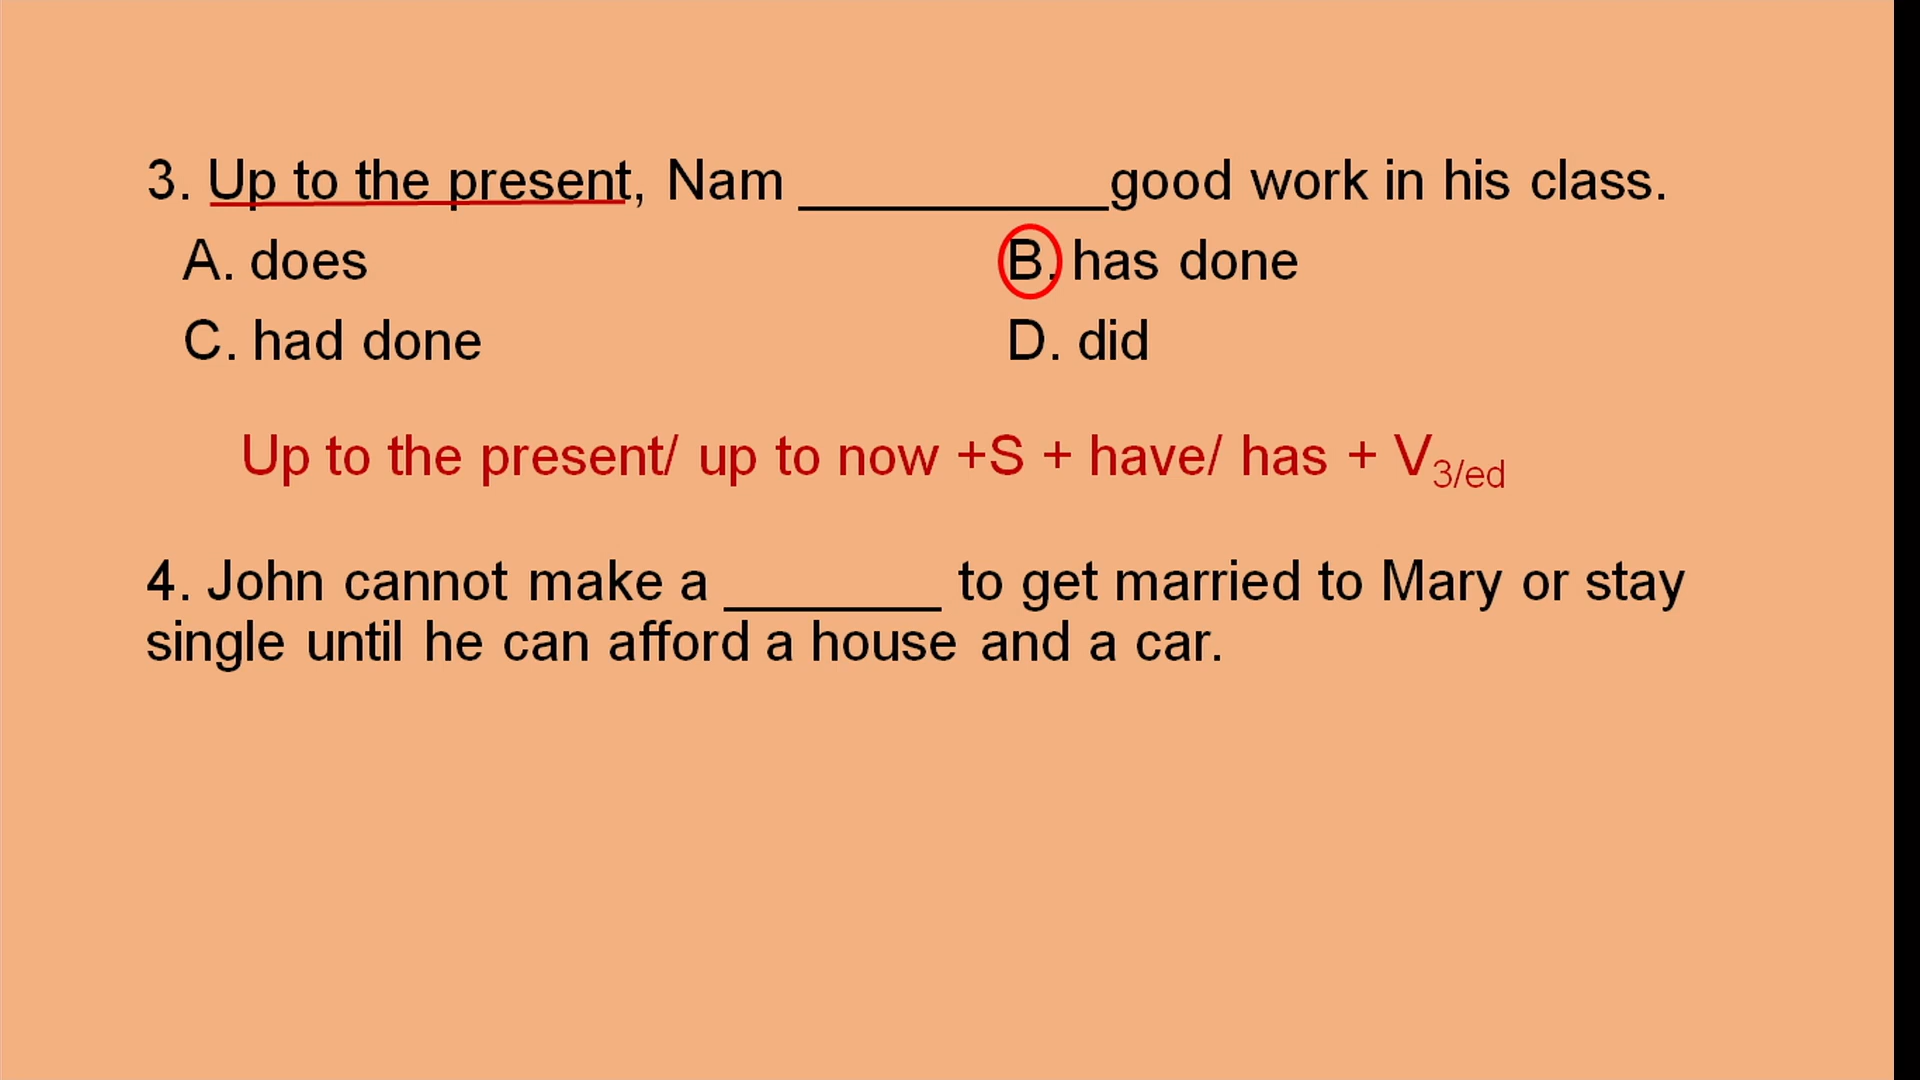 3. Up to the present, Nam __________good work in his class.
A. does B. has done
C. had done D. did
Up to the present/ up to now +S + have/ has + V3/ed
4. John cannot make a _______ to get married to Mary or stay
single until he can afford a house and a car.